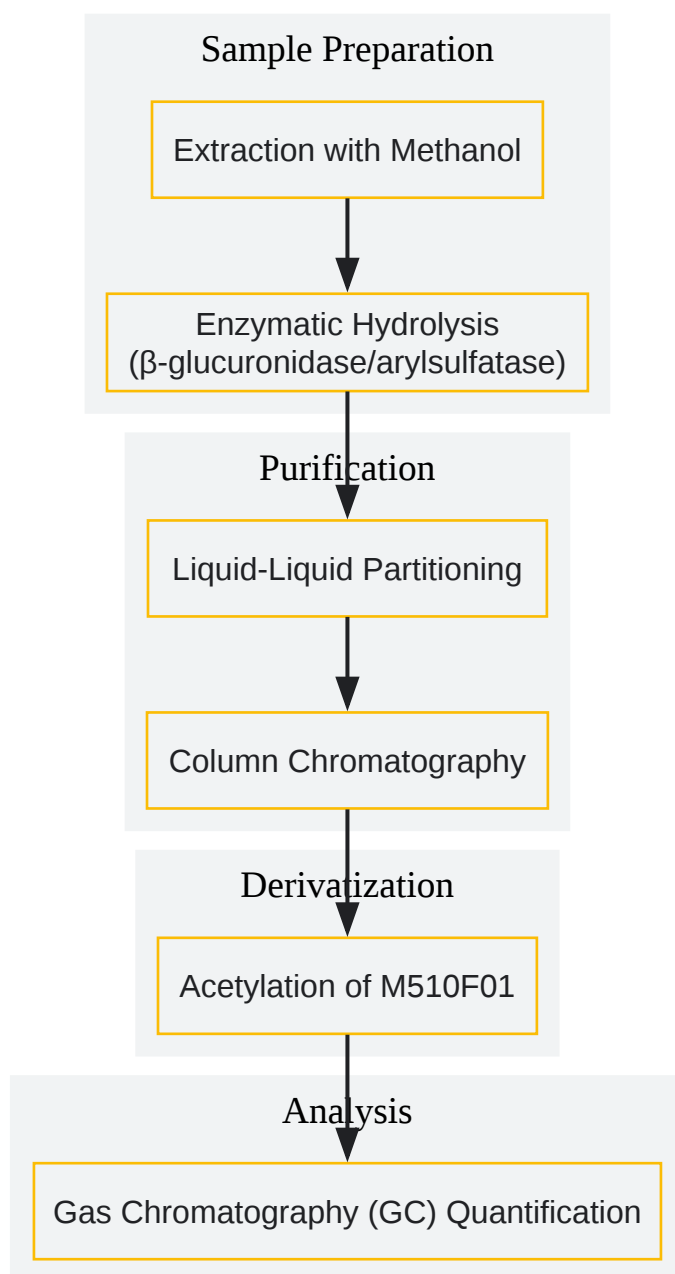 Sample Preparation
Extraction with Methanol
Enzymatic Hydrolysis
(β-glucuronidase/arylsulfatase)
Purification
Liquid-Liquid Partitioning
Column Chromatography
Derivatization
Acetylation of M510F01
Analysis
Gas Chromatography (GC) Quantification